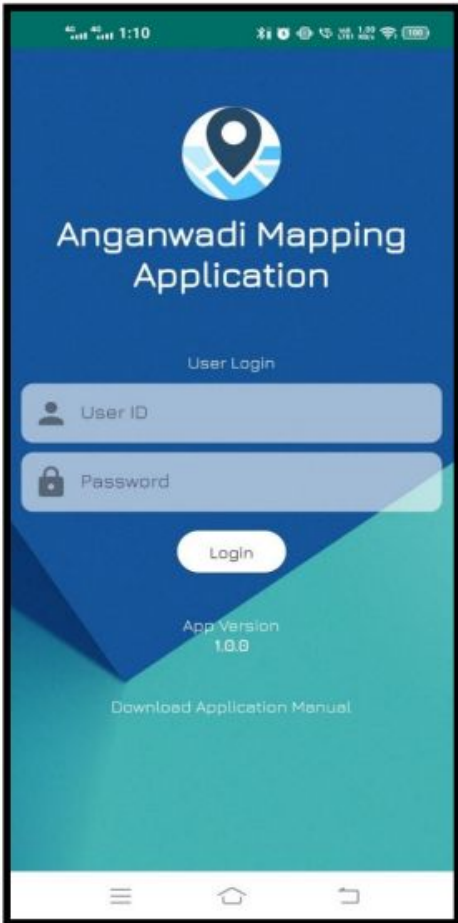 1:10
100
Anganwadi Mapping
Application
User Login
User ID
Password
Login
App Version
1.0.0
Download Application Manual